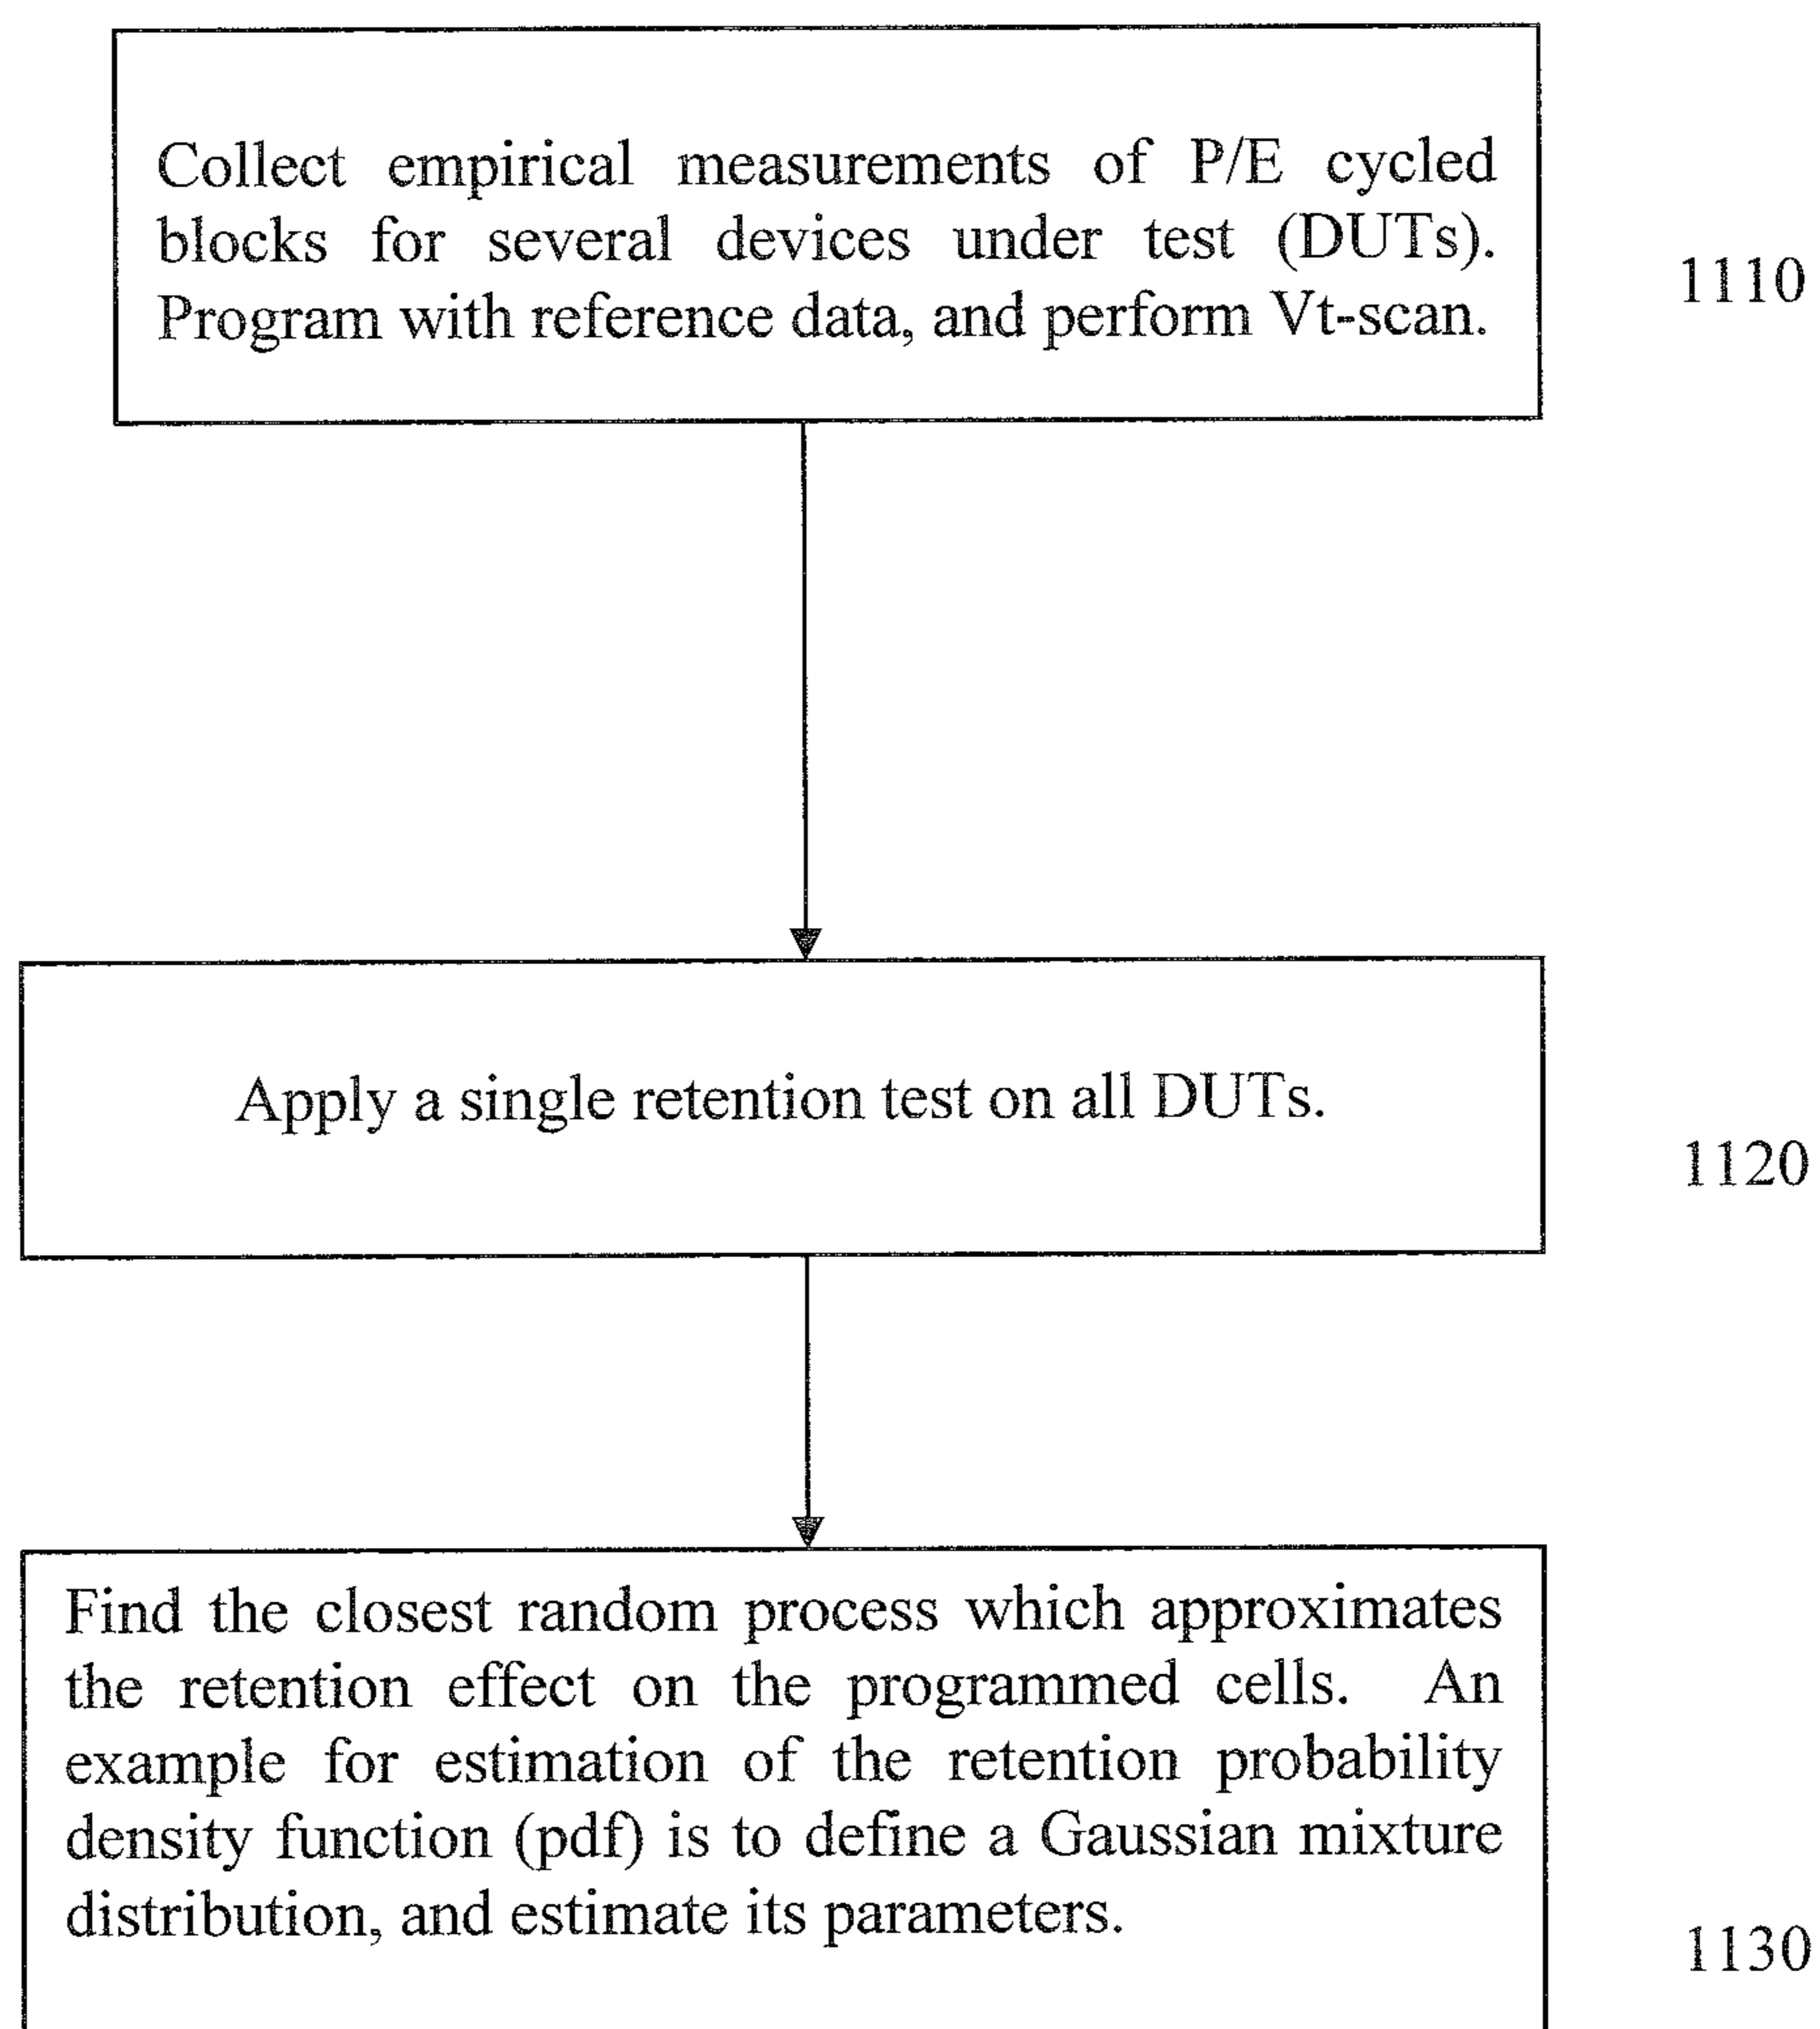 Collect empirical measurements of P/E cycled
blocks for several devices under test (DUTs).
Program with reference data, and perform Vt-scan.
1110
Apply a single retention test on all DUTs.
1120
Find the closest random process which approximates
the retention effect on the programmed cells. An
example for estimation of the retention probability
density function (pdf) is to define a Gaussian mixture
distribution, and estimate its parameters.
1130